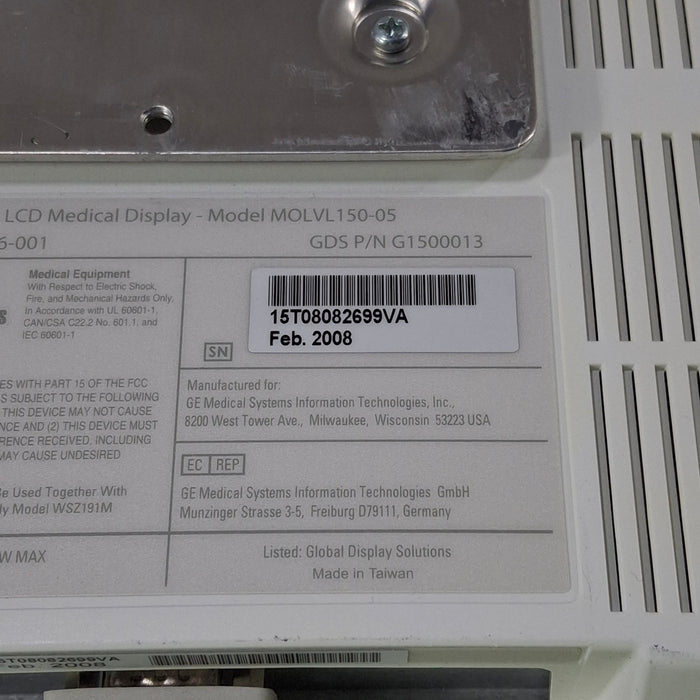 LCD Medical Display - Model MOLVL150-05
6-001
GDS P/N G1500013
Medical Equipment
With Respect to Electric Shock,
Fire, and Mechanical Hazards Only,
In Accordance with UL 60601-1,
CAN/CSA C22.2 No. 601.1, and
IEC 60601-1
15T08082699VA
Feb. 2008
SN
ES WITH PART 15 OF THE FCC
S SUBJECT TO THE FOLLOWING
THIS DEVICE MAY NOT CAUSE
NCE AND (2) THIS DEVICE MUST
ERENCE RECEIVED, INCLUDING
MAY CAUSE UNDESIRED
Manufactured for:
GE Medical Systems Information Technologies, Inc.,
8200 West Tower Ave., Milwaukee, Wisconsin 53223 USA
EC REP
GE Medical Systems Information Technologies GmbH
Munzinger Strasse 3-5, Freiburg D79111, Germany
Be Used Together With
ly Model WSZ191M
W MAX
Listed: Global Display Solutions
Made in Taiwan
5T08082699VA
Feb. 2008